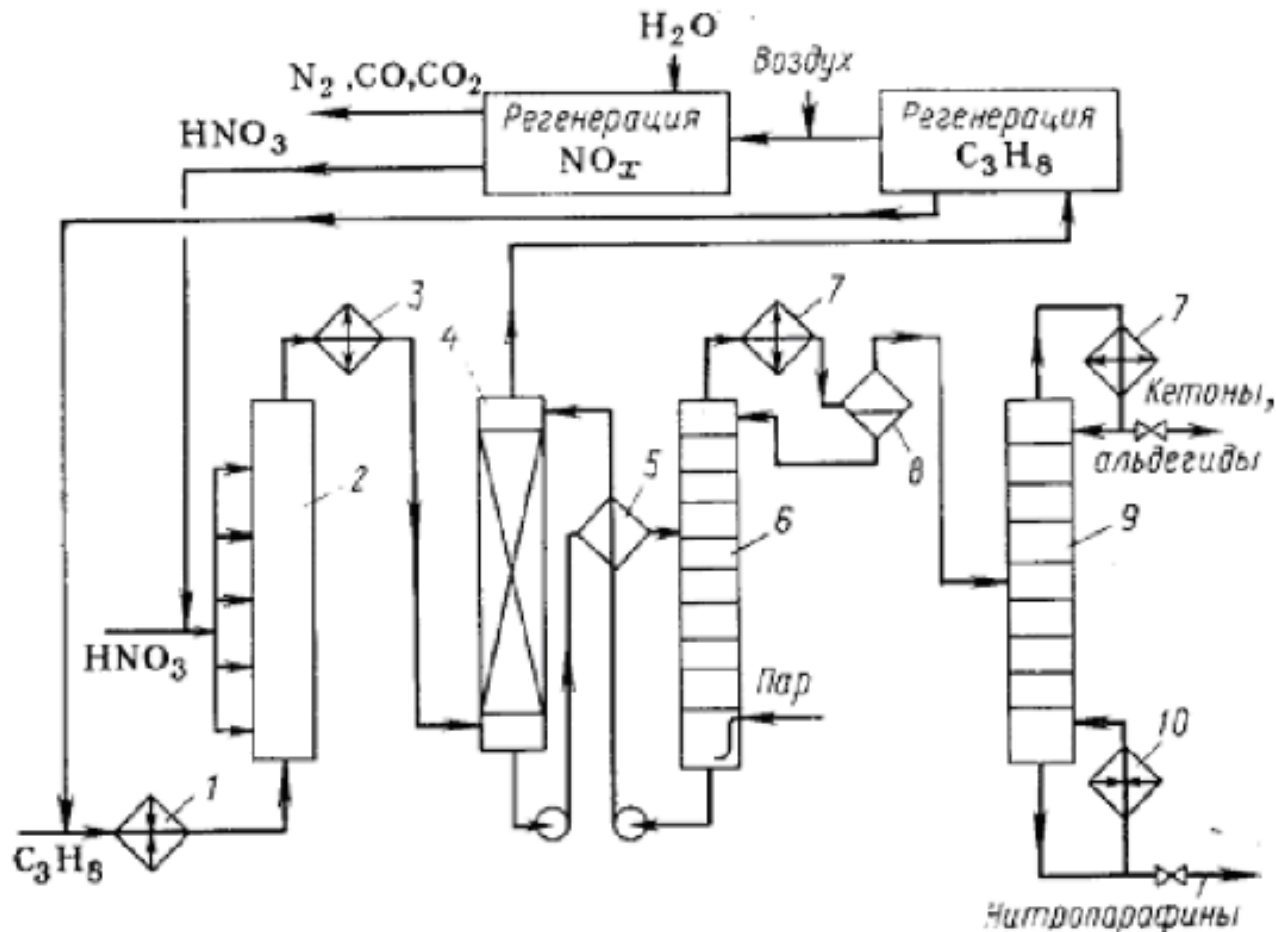 H₂O
N₂ ,CO,CO₂
Воздух
HNO₃
Регенерация
NOx
Регенерация
C₃H₈
3
4
7
7
Кетоны,
альдегиды
2
5
8
6
9
HNO₃
Пар
10
1
C₃H₈
Нитропарафины